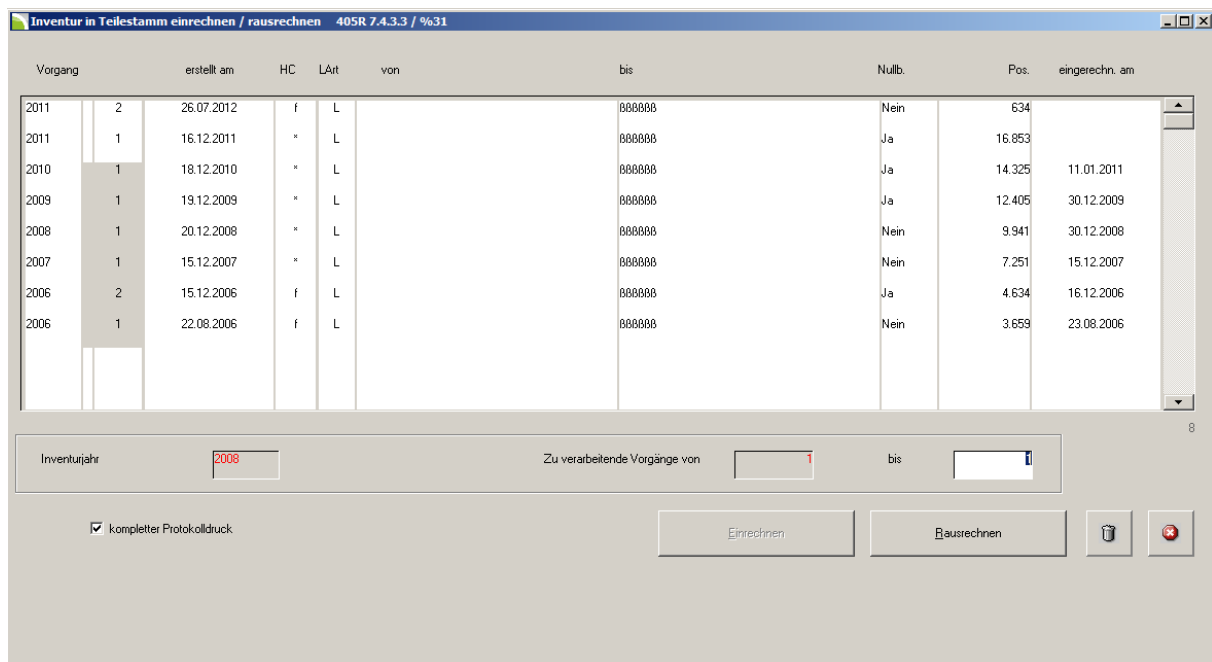 Inventur in Teilestamm einrechnen / rausrechnen 405R 7.4.3.3 / %31
Vorgang erstellt am HC LArt von bis Nullb. Pos. eingerechn. am
2011 2 26.07.2012 f L ßßßßßß Nein 634
2011 1 16.12.2011 * L ßßßßßß Ja 16.853
2010 1 18.12.2010 * L ßßßßßß Ja 14.325 11.01.2011
2009 1 19.12.2009 * L ßßßßßß Ja 12.405 30.12.2009
2008 1 20.12.2008 * L ßßßßßß Nein 9.941 30.12.2008
2007 1 15.12.2007 * L ßßßßßß Nein 7.251 15.12.2007
2006 2 15.12.2006 f L ßßßßßß Ja 4.634 16.12.2006
2006 1 22.08.2006 f L ßßßßßß Nein 3.659 23.08.2006
8
Inventurjahr 2008 Zu verarbeitende Vorgänge von 1 bis 1
kompletter Protokolldruck Einrechnen Rausrechnen